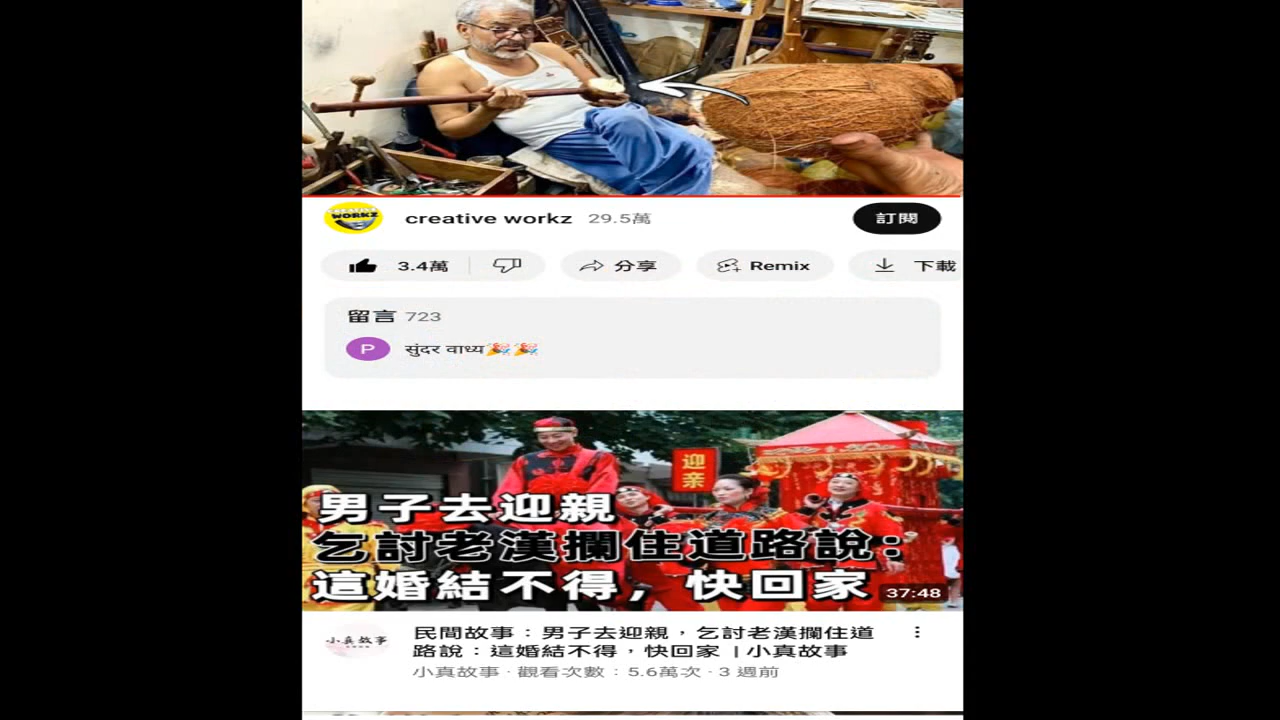 WORKZ
creative workz 29.5萬
訂閱
3.4萬
分享
Remix
下載
留言 723
P
सुंदर वाध्य🎉🎉
迎亲
男子去迎親
乞討老漢攔住道路說：
這婚結不得，快回家
37:48
小真故事
民間故事：男子去迎親，乞討老漢攔住道
路說：這婚結不得，快回家 |小真故事
小真故事 · 觀看次數：5.6萬次 · 3 週前